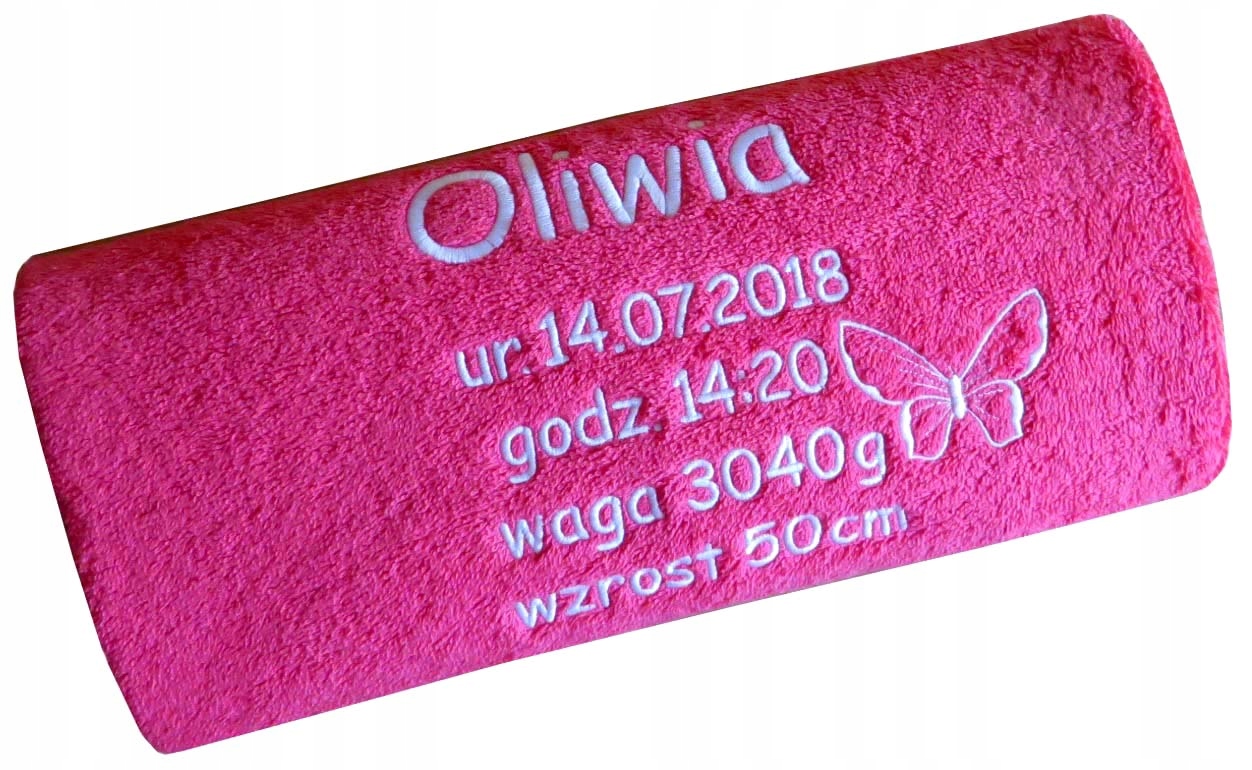 Oliwia
ur. 14.07.2018
godz. 14:20
waga 3040g
wzrost 50cm